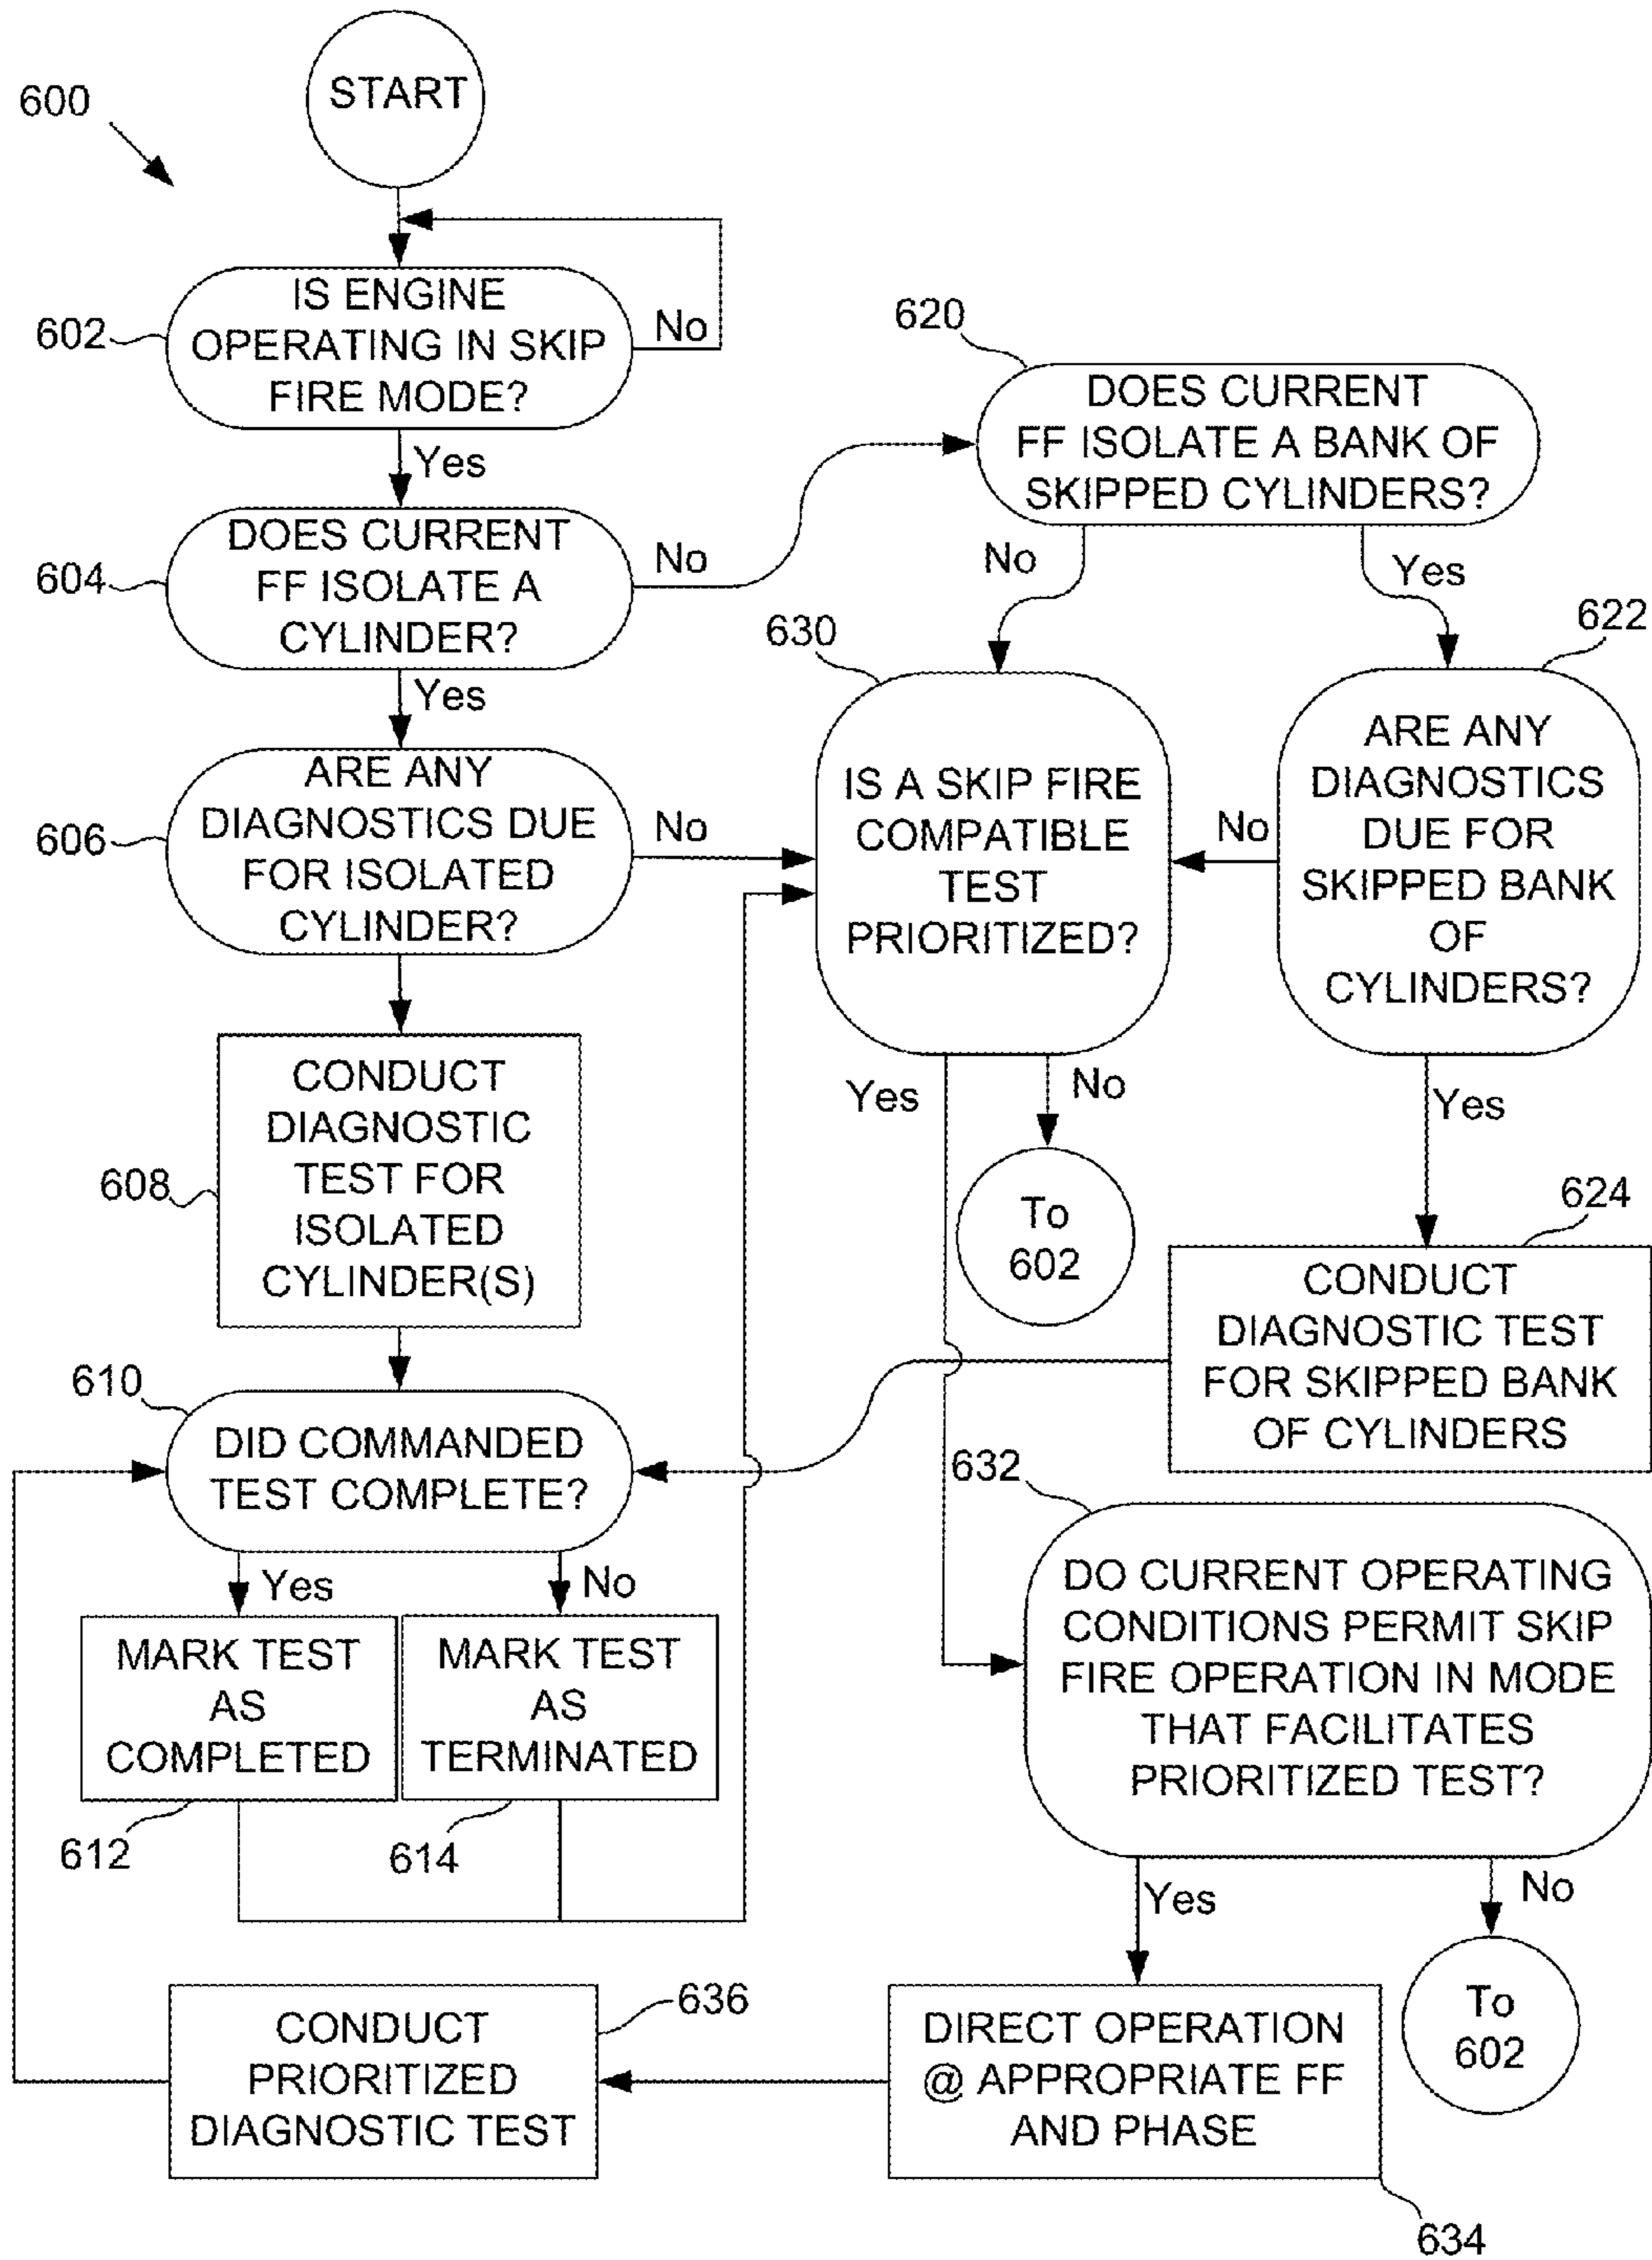 START
600
IS ENGINE
OPERATING IN SKIP
FIRE MODE?
602
No
Yes
DOES CURRENT
FF ISOLATE A
CYLINDER?
604
No
Yes
ARE ANY
DIAGNOSTICS DUE
FOR ISOLATED
CYLINDER?
606
No
CONDUCT
DIAGNOSTIC
TEST FOR
ISOLATED
CYLINDER(S)
608
610
DID COMMANDED
TEST COMPLETE?
Yes
No
MARK TEST
AS
COMPLETED
612
MARK TEST
AS
TERMINATED
614
620
DOES CURRENT
FF ISOLATE A BANK OF
SKIPPED CYLINDERS?
No
Yes
622
ARE ANY
DIAGNOSTICS
DUE FOR
SKIPPED BANK
OF
CYLINDERS?
No
Yes
624
CONDUCT
DIAGNOSTIC TEST
FOR SKIPPED BANK
OF CYLINDERS
630
IS A SKIP FIRE
COMPATIBLE
TEST
PRIORITIZED?
Yes
No
To
602
632
DO CURRENT OPERATING
CONDITIONS PERMIT SKIP
FIRE OPERATION IN MODE
THAT FACILITATES
PRIORITIZED TEST?
Yes
No
To
602
DIRECT OPERATION
@ APPROPRIATE FF
AND PHASE
634
636
CONDUCT
PRIORITIZED
DIAGNOSTIC TEST